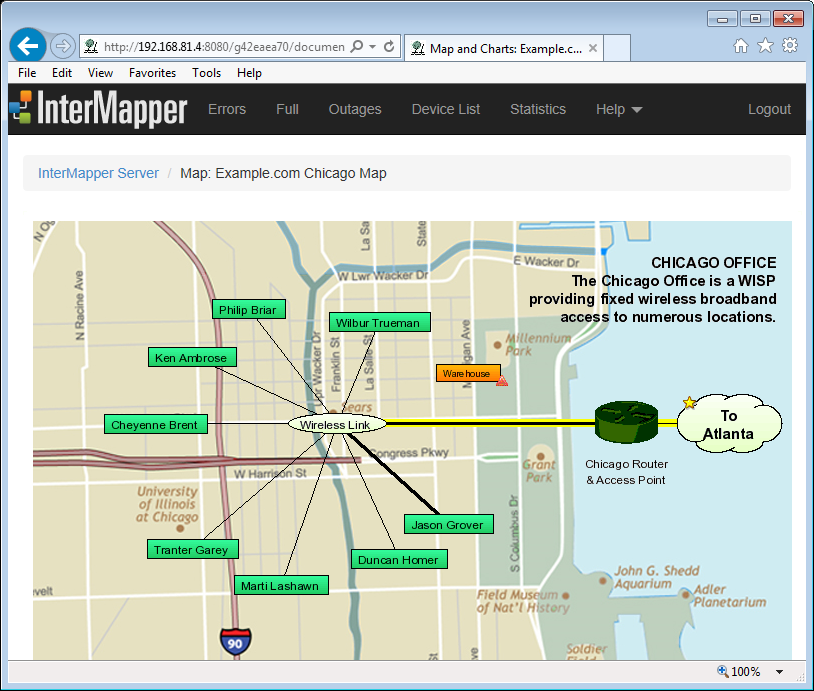 http://192.168.81.4:8080/g42eaea70/documen
Map and Charts: Example.c...
File Edit View Favorites Tools Help
InterMapper Errors Full Outages Device List Statistics Help Logout
InterMapper Server / Map: Example.com Chicago Map
N Racine Ave
La Sa
State
E Wacker Dr
W Lwr Wacker Dr
CHICAGO OFFICE
The Chicago Office is a WISP
providing fixed wireless broadband
access to numerous locations.
Philip Briar
Wilbur Trueman
Upr Wacker Dr
Franklin St
La Salle St
Millennium
Park
Ken Ambrose
Warehouse
Sears
Cheyenne Brent
Wireless Link
To
Atlanta
Congress Pkwy
W Harrison St
Grant
Park
Chicago Router
& Access Point
University
of Illinois
at Chicago
S Columbus Dr
Jason Grover
Tranter Garey
Duncan Homer
Marti Lashawn
John G. Shedd
Aquarium
Adler
Planetarium
Field Museum
of Nat'l History
velt
90
Soldier
100%